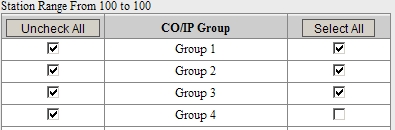 Station Range From 100 to 100
Uncheck All CO/IP Group Select All
Group 1
Group 2
Group 3
Group 4